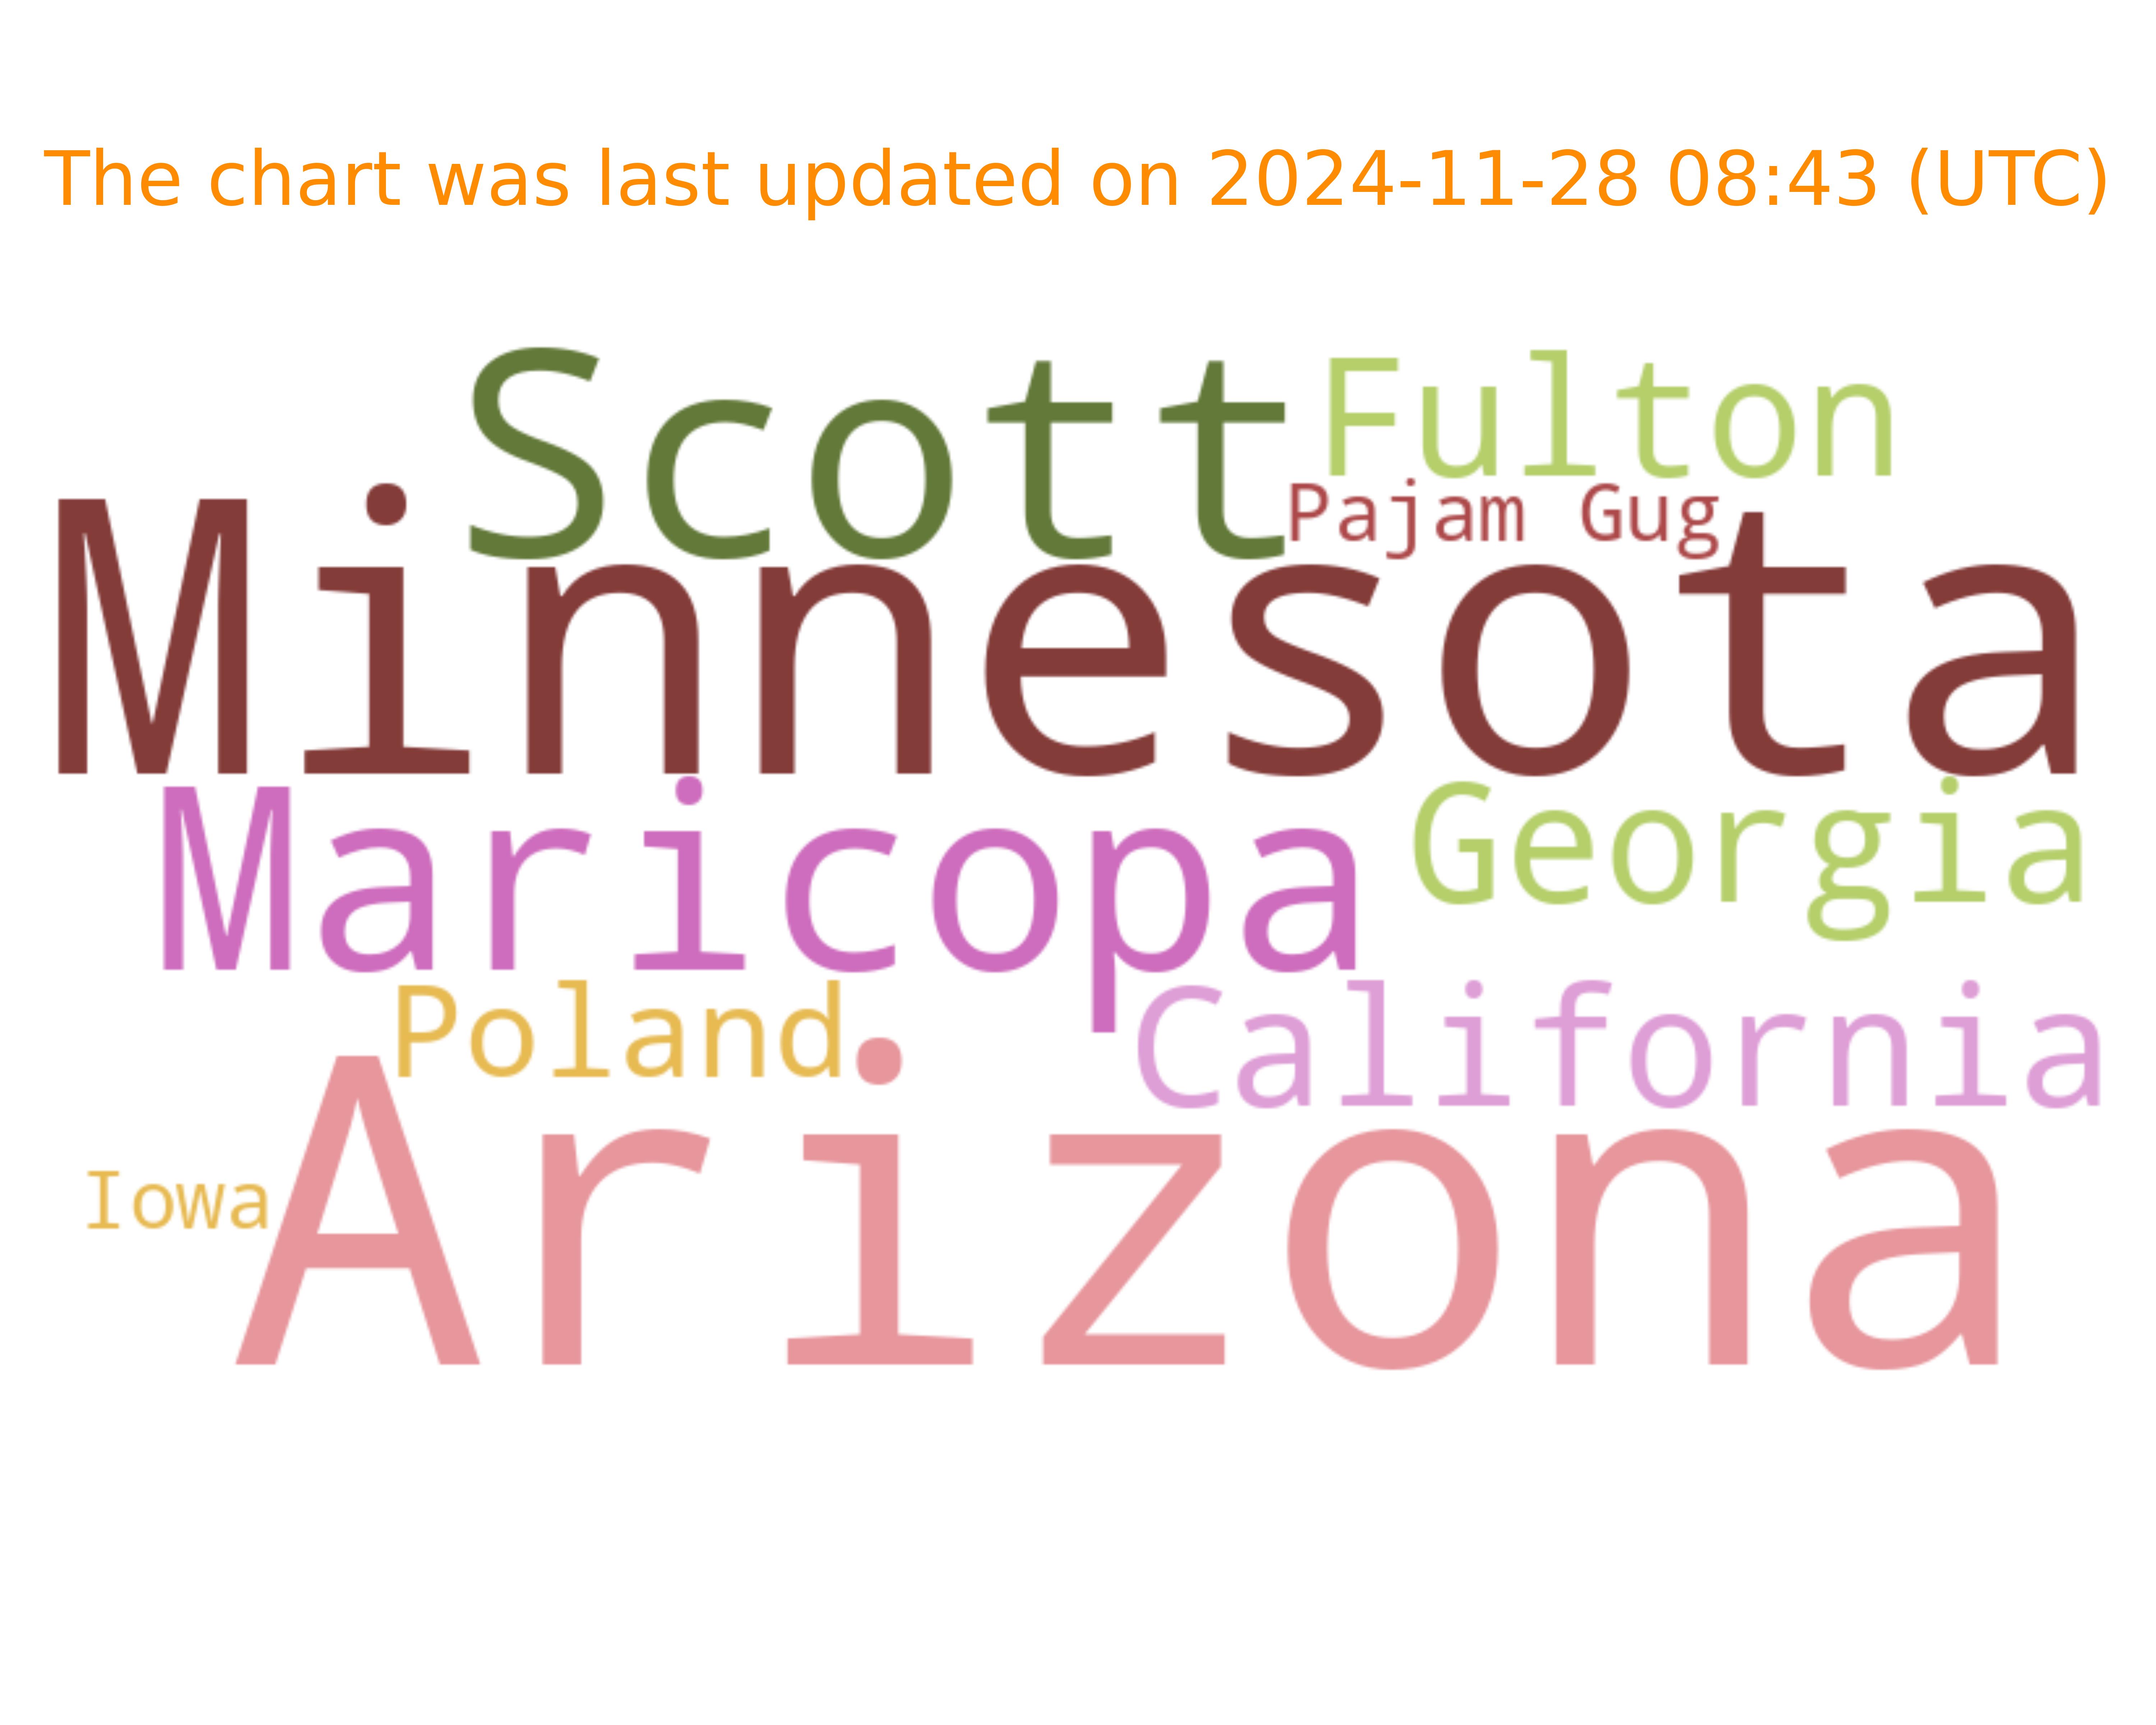 The chart was last updated on 2024-11-28 08:43 (UTC)
Scott Fulton
Pajam Gug
Minnesota
Maricopa Georgia
Poland California
Iowa Arizona